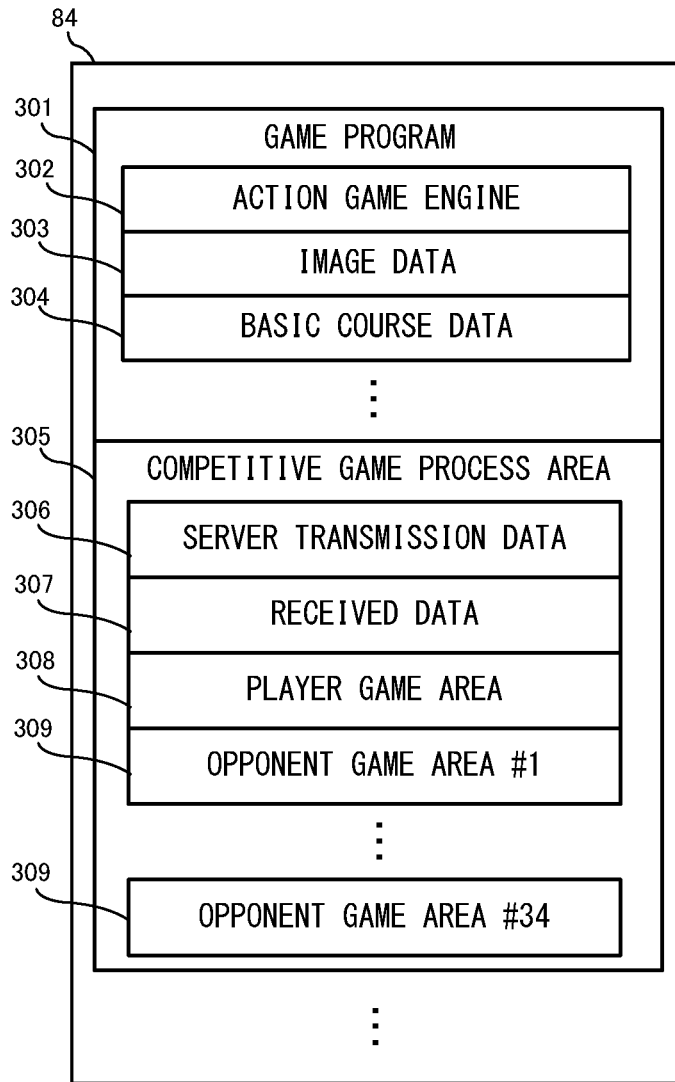 84
301
GAME PROGRAM
302
ACTION GAME ENGINE
303
IMAGE DATA
304
BASIC COURSE DATA
⋮
305
COMPETITIVE GAME PROCESS AREA
306
SERVER TRANSMISSION DATA
307
RECEIVED DATA
308
PLAYER GAME AREA
309
OPPONENT GAME AREA #1
⋮
309
OPPONENT GAME AREA #34
⋮